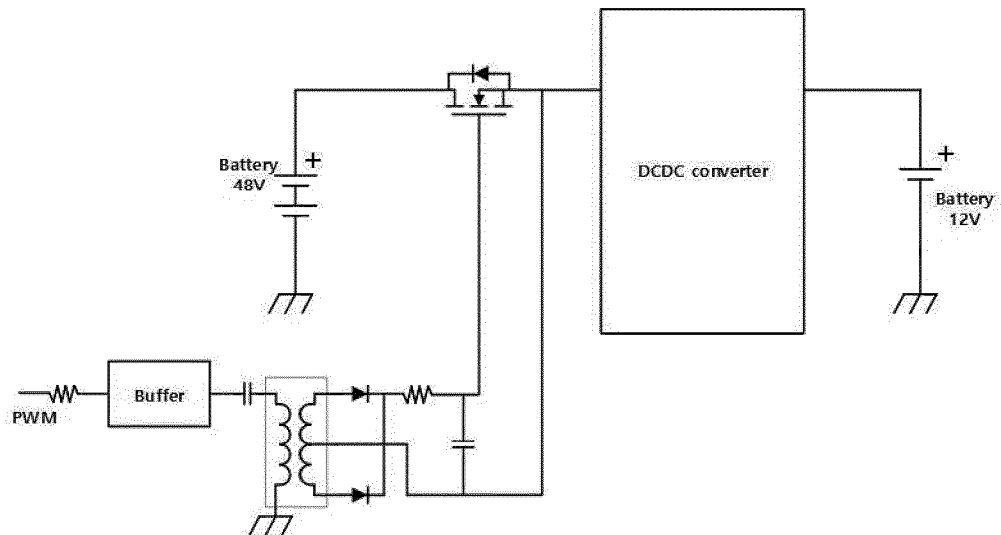 Battery
48V
+
DCDC converter
+
Battery
12V
PWM
Buffer